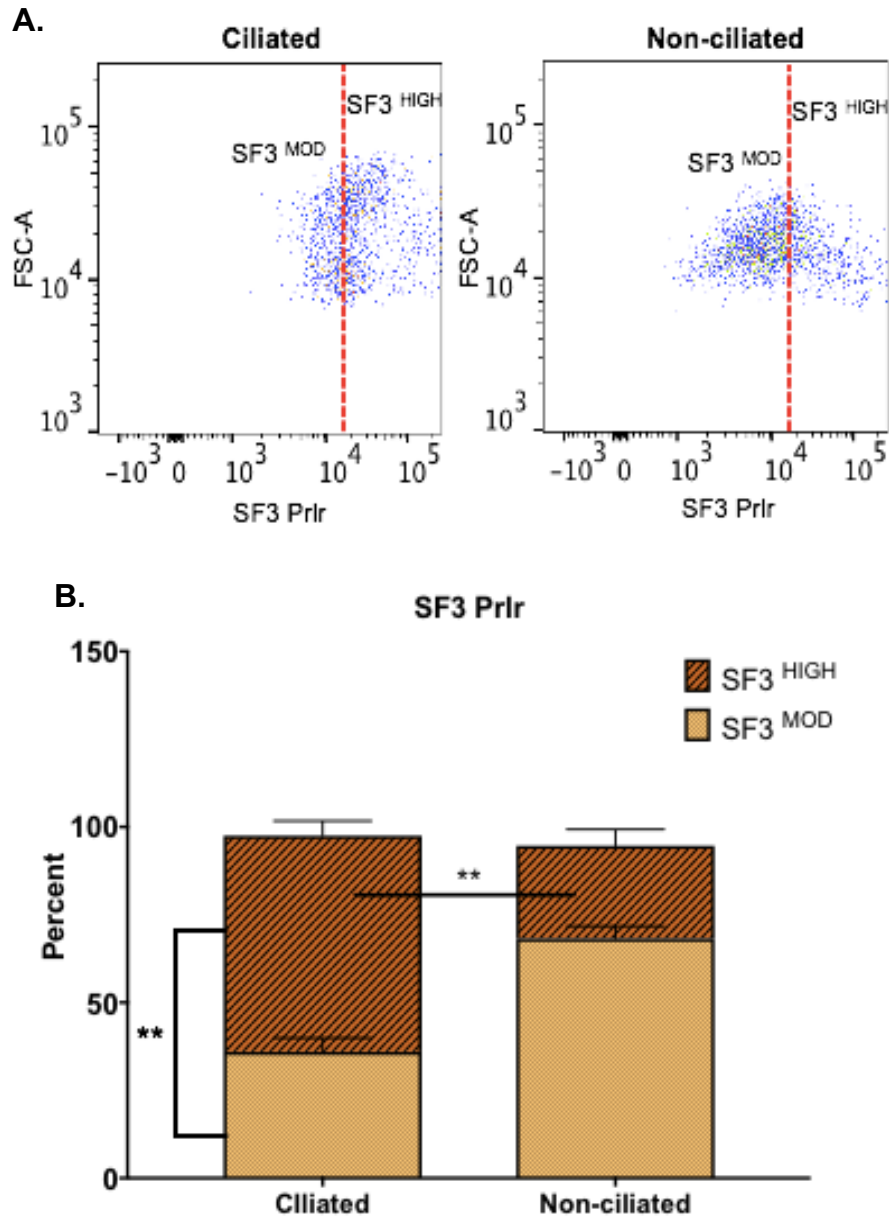 A.
Ciliated
Non-ciliated
SF3 HIGH
SF3 MOD
10^5
10^4
10^3
FSC-A
-10^3 0 10^3 10^4 10^5
SF3 Prlr
SF3 HIGH
SF3 MOD
10^5
10^4
10^3
FSC-A
-10^3 0 10^3 10^4 10^5
SF3 Prlr
B.
SF3 Prlr
SF3 HIGH
SF3 MOD
150
100
50
0
Percent
**
**
CIliated
Non-ciliated